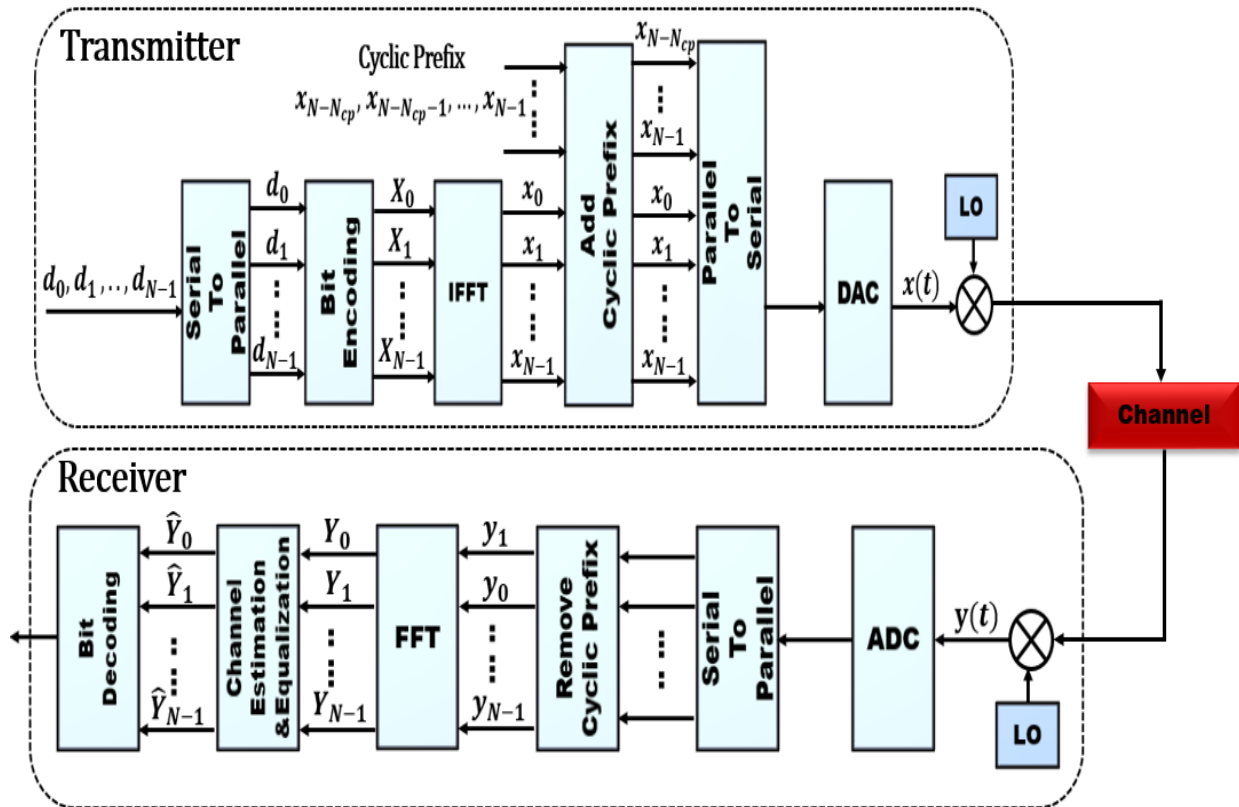 Transmitter
Cyclic Prefix
x_{N-N_{cp}}, x_{N-N_{cp}-1}, ..., x_{N-1}
d_0, d_1, .., d_{N-1}
Serial To Parallel
d_0
d_1
d_{N-1}
Bit Encoding
X_0
X_1
X_{N-1}
IFFT
x_0
x_1
x_{N-1}
Add Cyclic Prefix
x_{N-N_{cp}}
x_{N-1}
x_0
x_1
x_{N-1}
Parallel To Serial
DAC
x(t)
LO
Channel
Receiver
LO
y(t)
ADC
Serial To Parallel
Remove Cyclic Prefix
y_1
y_0
y_{N-1}
FFT
Y_0
Y_1
Y_{N-1}
Channel Estimation &Equalization
Ŷ_0
Ŷ_1
Ŷ_{N-1}
Bit Decoding